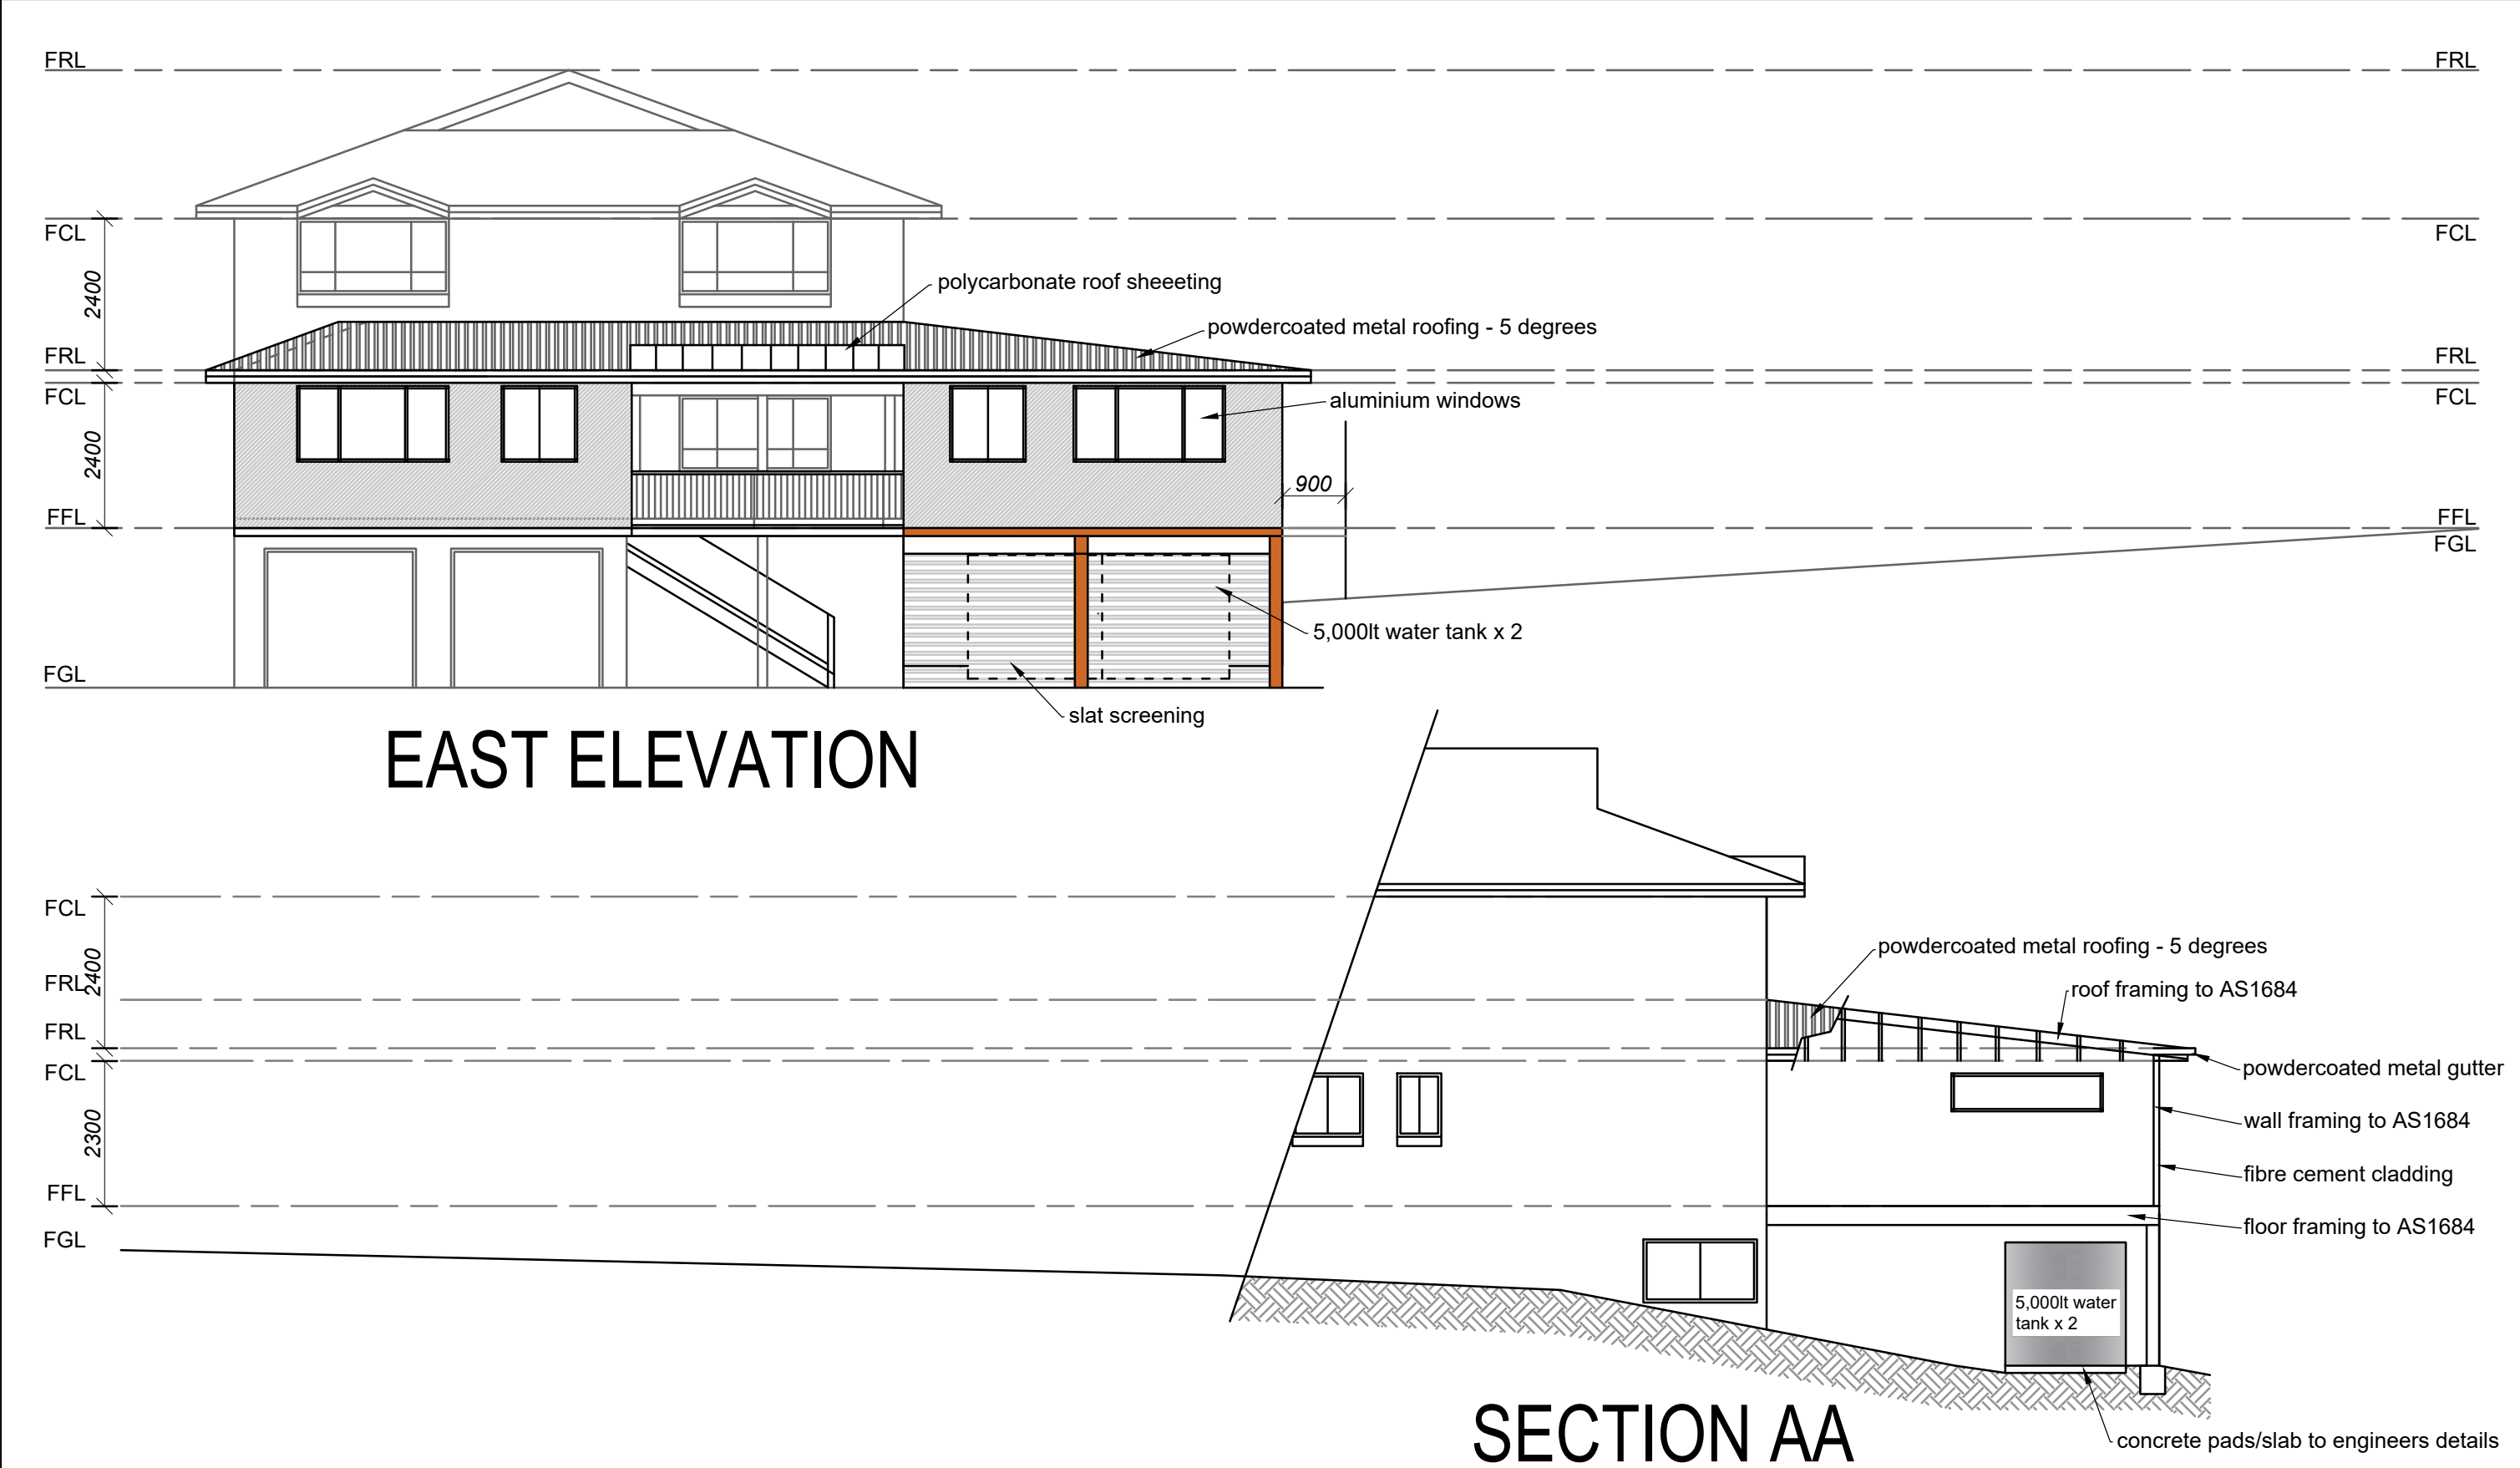 FRL
FRL
FCL
FCL
2400
polycarbonate roof sheeeting
powdercoated metal roofing - 5 degrees
FRL
FRL
FCL
FCL
aluminium windows
2400
900
FFL
FFL
FGL
5,000lt water tank x 2
FGL
slat screening
EAST ELEVATION
FCL
2400
powdercoated metal roofing - 5 degrees
FRL
roof framing to AS1684
FRL
FCL
powdercoated metal gutter
2300
wall framing to AS1684
fibre cement cladding
FFL
floor framing to AS1684
FGL
5,000lt water
tank x 2
SECTION AA
concrete pads/slab to engineers details